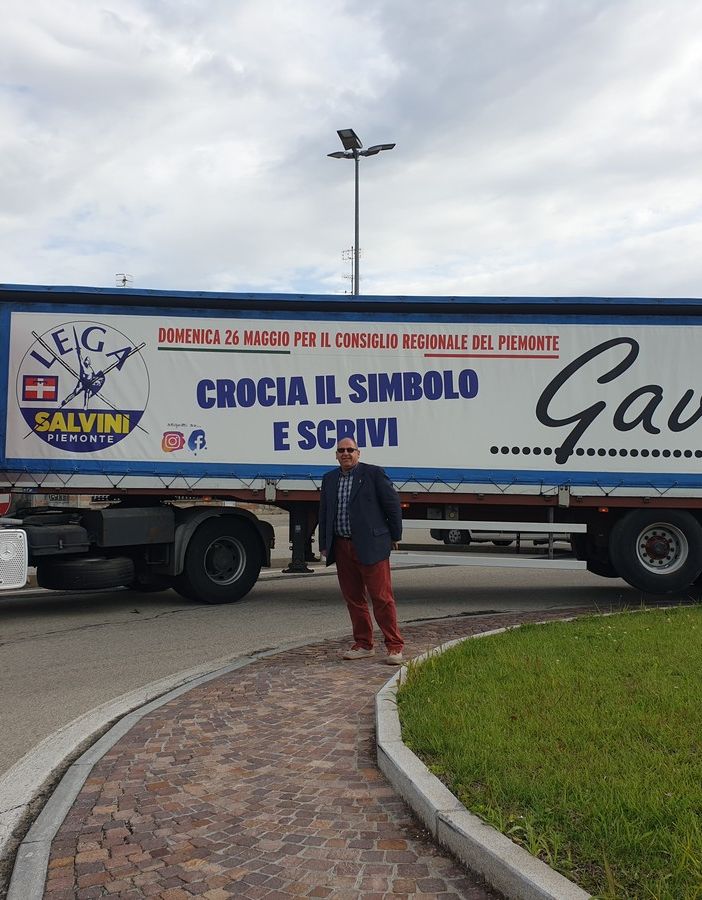 LEGA
SALVINI
PIEMONTE
DOMENICA 26 MAGGIO PER IL CONSIGLIO REGIONALE DEL PIEMONTE
CROCIA IL SIMBOLO
E SCRIVI
Gav